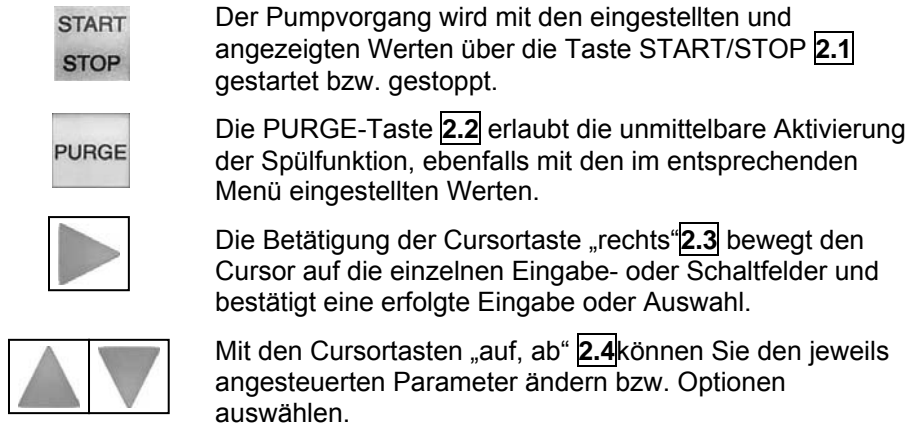 START
STOP
Der Pumpvorgang wird mit den eingestellten und
angezeigten Werten über die Taste START/STOP 2.1
gestartet bzw. gestoppt.
PURGE
Die PURGE-Taste 2.2 erlaubt die unmittelbare Aktivierung
der Spülfunktion, ebenfalls mit den im entsprechenden
Menü eingestellten Werten.
Die Betätigung der Cursortaste „rechts“2.3 bewegt den
Cursor auf die einzelnen Eingabe- oder Schaltfelder und
bestätigt eine erfolgte Eingabe oder Auswahl.
Mit den Cursortasten „auf, ab“ 2.4können Sie den jeweils
angesteuerten Parameter ändern bzw. Optionen
auswählen.